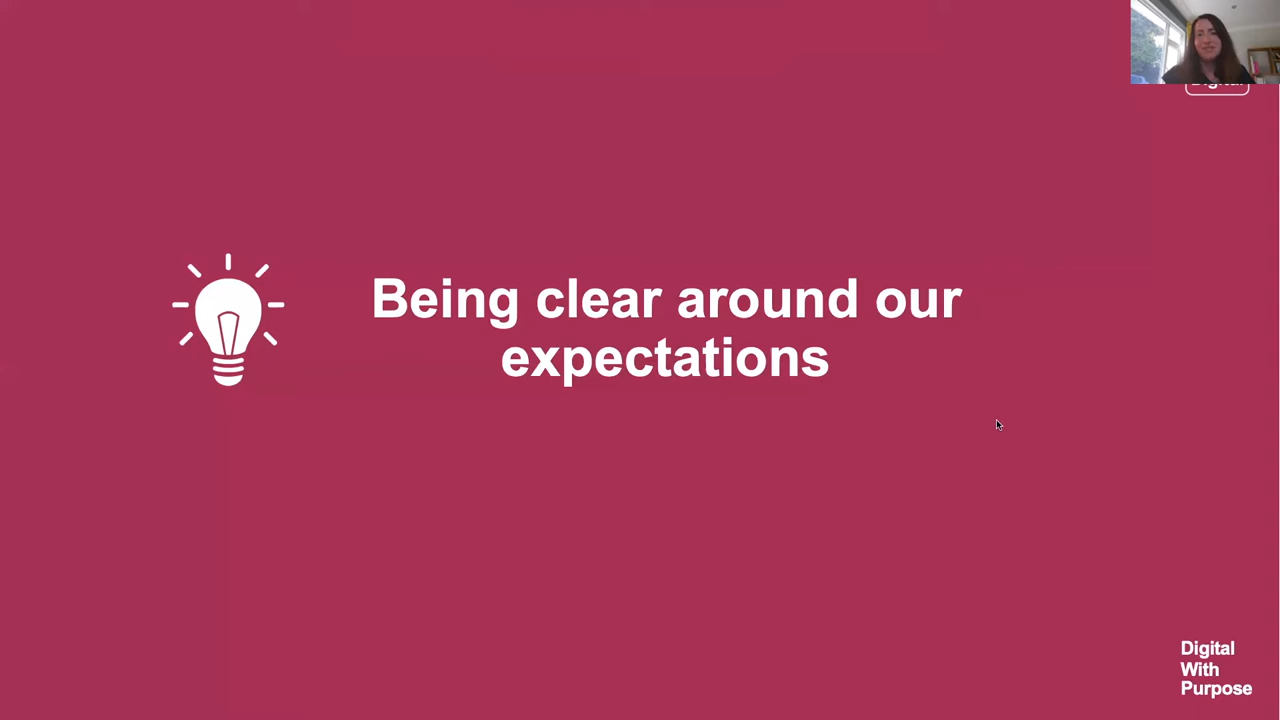 Being clear around our
expectations
Digital
With
Purpose